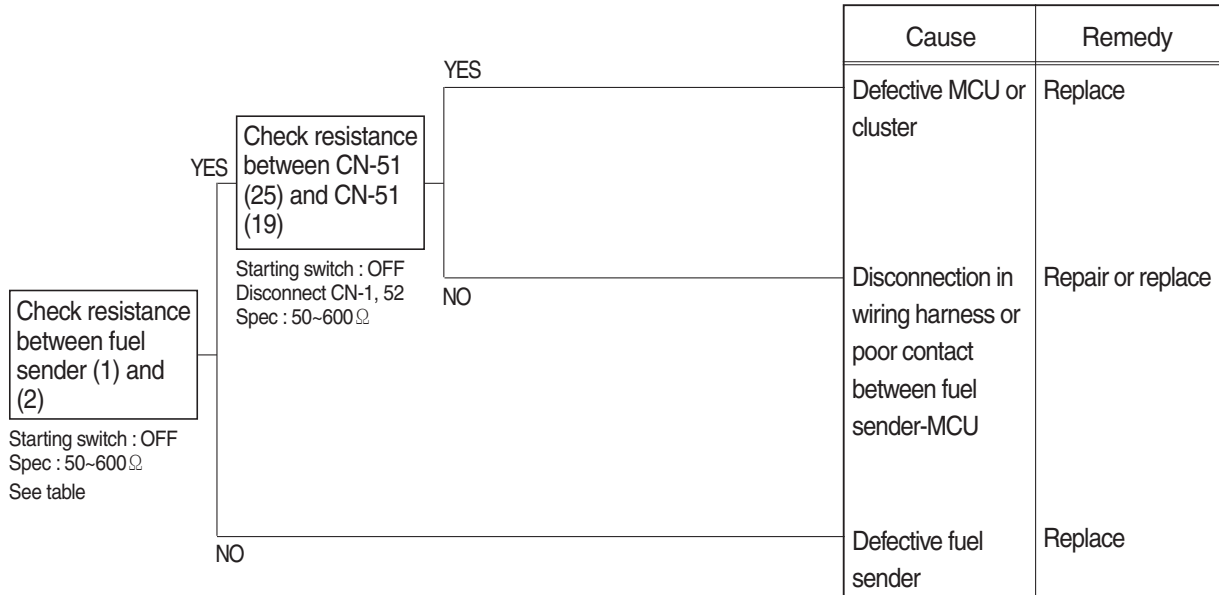 Check resistance
between fuel
sender (1) and
(2)
Starting switch : OFF
Spec : 50~600Ω
See table
YES
NO
Check resistance
between CN-51
(25) and CN-51
(19)
Starting switch : OFF
Disconnect CN-1, 52
Spec : 50~600Ω
YES
NO
Cause
Remedy
Defective MCU or
cluster
Replace
Disconnection in
wiring harness or
poor contact
between fuel
sender-MCU
Repair or replace
Defective fuel
sender
Replace